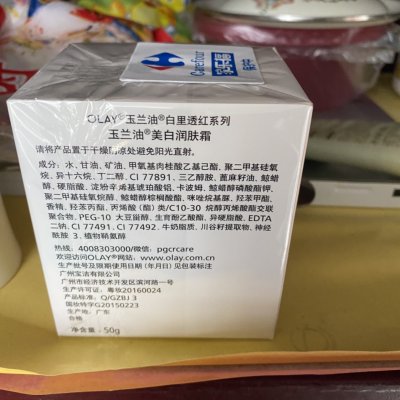 Carrefour
家乐福
OLAY®玉兰油®白里透红系列
玉兰油®美白润肤霜
请将产品置于干燥阴凉处避免阳光直射。
成分：水、甘油、矿油、甲氧基肉桂酸乙基己酯、聚二甲基硅氧
烷、异十六烷、丁二醇、CI 77891、三乙醇胺、蓖麻籽油、鲸蜡
醇、硬脂酸、淀粉辛烯基琥珀酸铝、卡波姆、鲸蜡醇磷酸酯钾、
聚二甲基硅氧烷醇、鲸蜡醇棕榈酸酯、咪唑烷基脲、羟苯甲酯、
香精、羟苯丙酯、丙烯酸（酯）类/C10-30 烷醇丙烯酸酯交联
聚合物、PEG-10 大豆甾醇、生育酚乙酸酯、异硬脂酸、EDTA
二钠、CI 77491、CI 77492、牛奶脂质、川谷籽提取物、神经
酰胺 3、植物鞘氨醇
热线：4008303000/微信：pgcrcare
欢迎访问OLAY®网站：www.olay.com.cn
生产批号及限期使用日期 (年月日) 见包装标注
广州宝洁有限公司
广州市经济技术开发区滨河路一号
生产许可证：粤妆20160024
产品标准：Q/GZBJ 3
国妆特字G20150223
生产地：广东
合格
净含量：50g